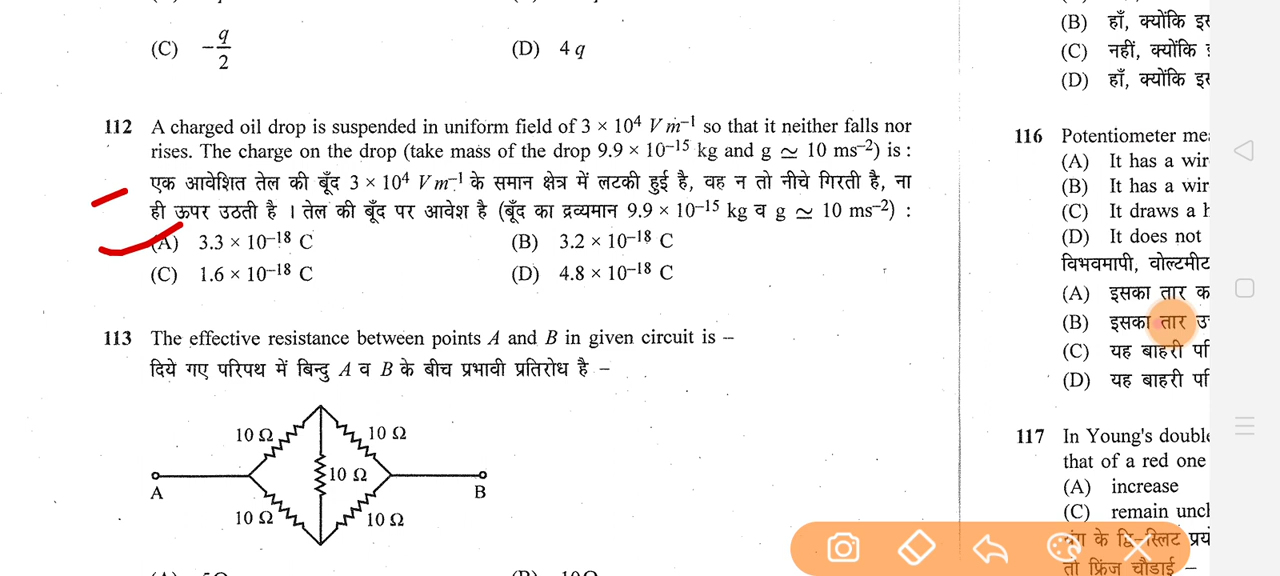 (C) −q/2 (D) 4 q
112 A charged oil drop is suspended in uniform field of 3 × 10⁴ Vm⁻¹ so that it neither falls nor
rises. The charge on the drop (take mass of the drop 9.9 × 10⁻¹⁵ kg and g ≃ 10 ms⁻²) is :
एक आवेशित तेल की बूँद 3 × 10⁴ Vm⁻¹ के समान क्षेत्र में लटकी हुई है, वह न तो नीचे गिरती है, ना
ही ऊपर उठती है । तेल की बूँद पर आवेश है (बूँद का द्रव्यमान 9.9 × 10⁻¹⁵ kg व g ≃ 10 ms⁻²) :
(A) 3.3 × 10⁻¹⁸ C (B) 3.2 × 10⁻¹⁸ C
(C) 1.6 × 10⁻¹⁸ C (D) 4.8 × 10⁻¹⁸ C
113 The effective resistance between points A and B in given circuit is –
दिये गए परिपथ में बिन्दु A व B के बीच प्रभावी प्रतिरोध है –
10 Ω 10 Ω
10 Ω
A B
10 Ω 10 Ω
(B) हाँ, क्योंकि
(C) नहीं, क्योंकि
(D) हाँ, क्योंकि
116 Potentiometer
(A) It has a
(B) It has a
(C) It draws a
(D) It does not
विभवमापी,
(A) इसका तार
(B) इसका तार
(C) यह बाहरी
(D) यह बाहरी
117 In Young's
that of a red one
(A) increase
(C) remain
के द्वि-स्लिट
तो फ्रिंज चौड़ाई –